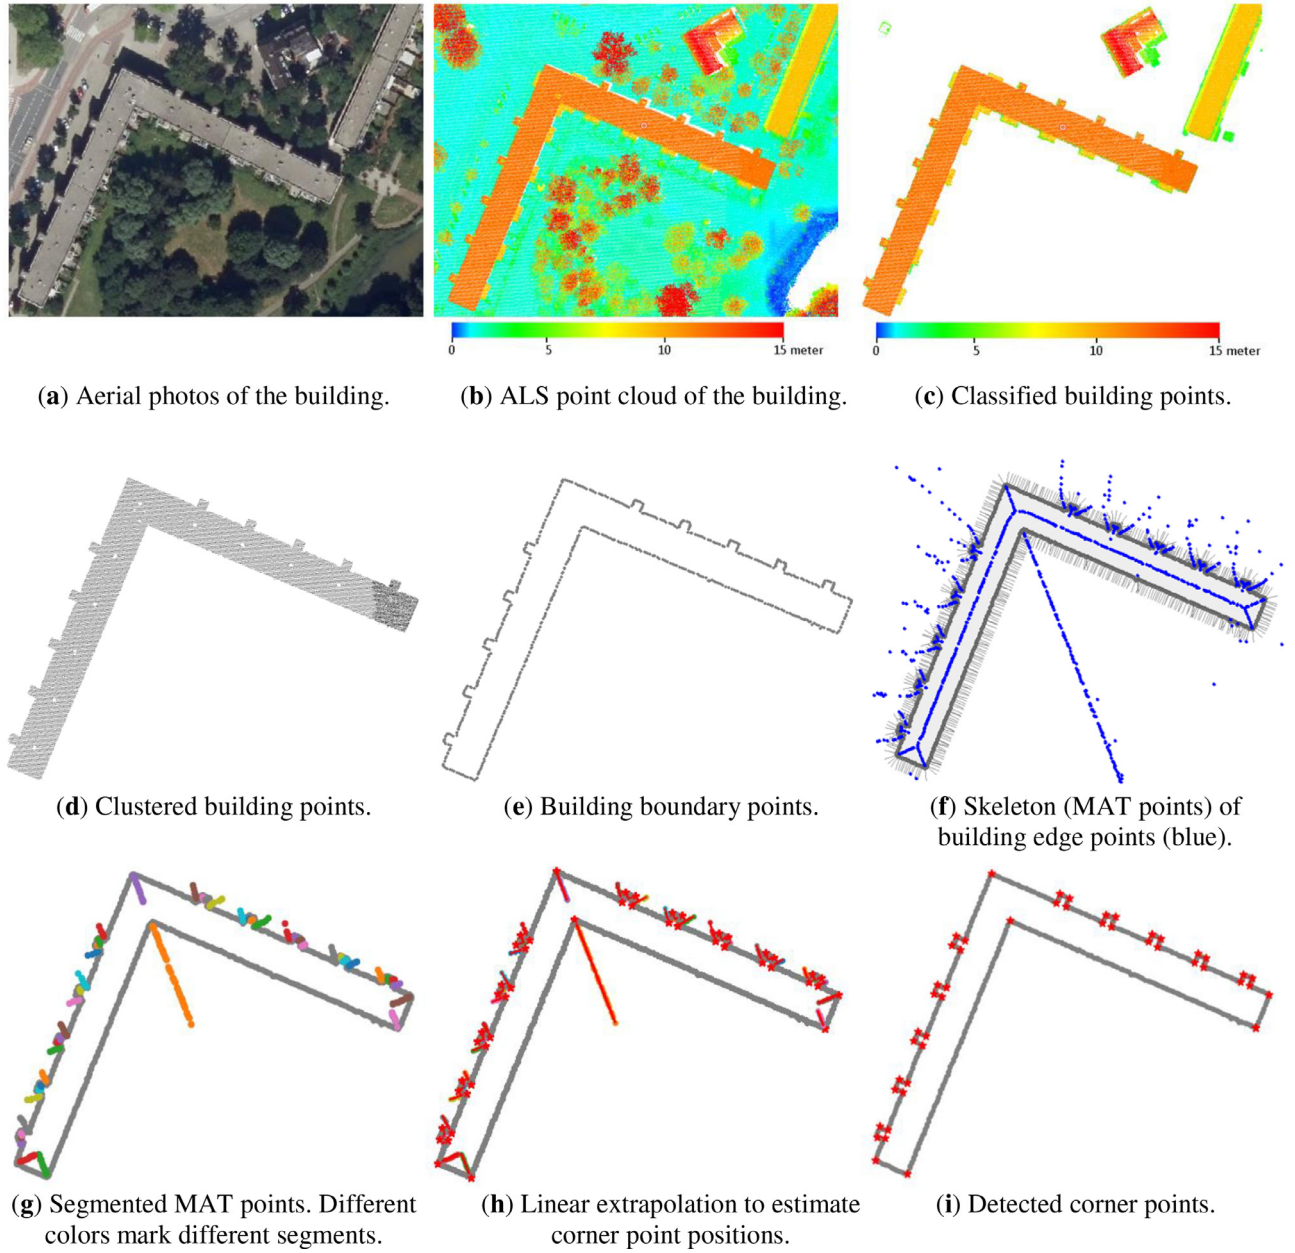 0 5 10 15 meter
0 5 10 15 meter
(a) Aerial photos of the building.
(b) ALS point cloud of the building.
(c) Classified building points.
(d) Clustered building points.
(e) Building boundary points.
(f) Skeleton (MAT points) of
building edge points (blue).
(g) Segmented MAT points. Different
colors mark different segments.
(h) Linear extrapolation to estimate
corner point positions.
(i) Detected corner points.